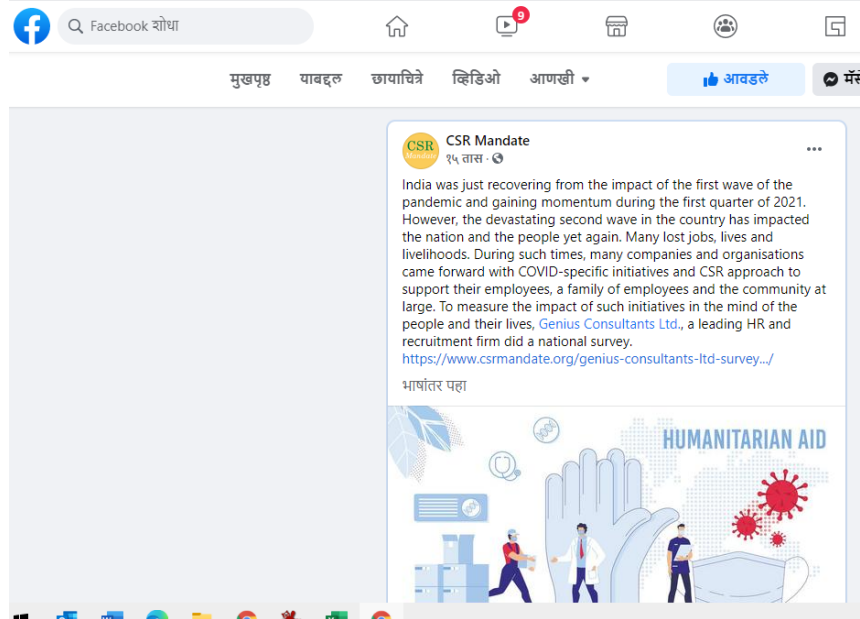 Facebook शोधा
9
मुखपृष्ठ याबद्दल छायाचित्रे व्हिडिओ आणखी आवडले
CSR Mandate
CSR
Mandate
१५ तास ·
India was just recovering from the impact of the first wave of the
pandemic and gaining momentum during the first quarter of 2021.
However, the devastating second wave in the country has impacted
the nation and the people yet again. Many lost jobs, lives and
livelihoods. During such times, many companies and organisations
came forward with COVID-specific initiatives and CSR approach to
support their employees, a family of employees and the community at
large. To measure the impact of such initiatives in the mind of the
people and their lives, Genius Consultants Ltd., a leading HR and
recruitment firm did a national survey.
https://www.csrmandate.org/genius-consultants-ltd-survey.../
भाषांतर पहा
HUMANITARIAN AID